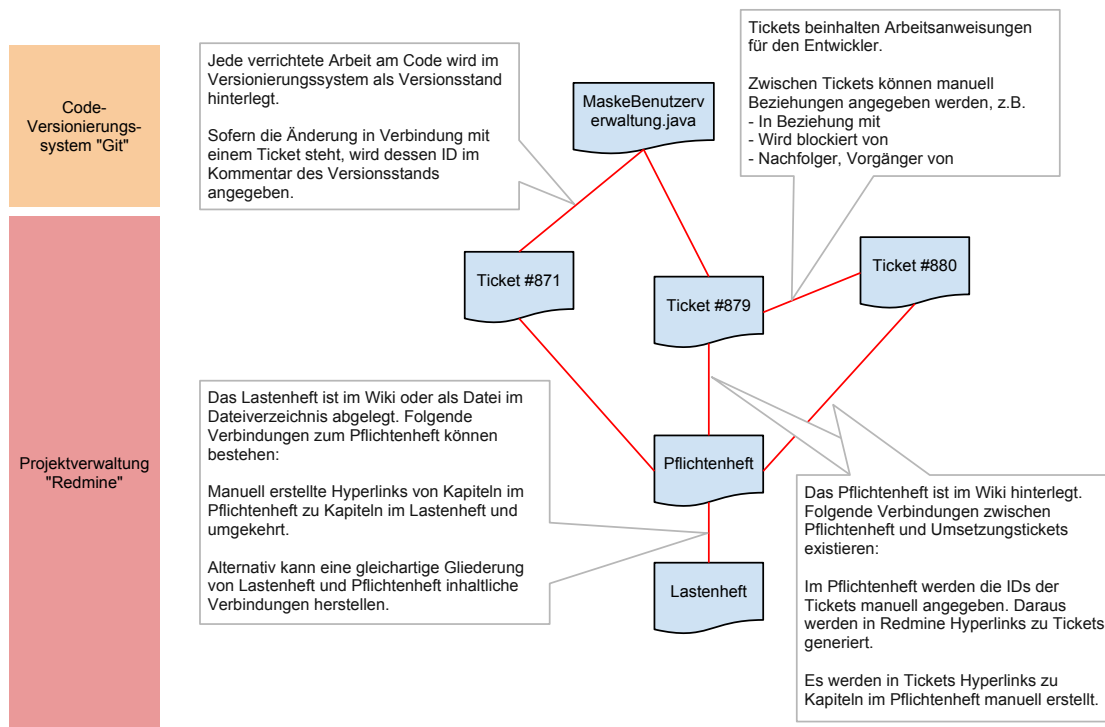 Code-
Versionierungs-
system "Git"
Jede verrichtete Arbeit am Code wird im
Versionierungssystem als Versionsstand
hinterlegt.
Sofern die Änderung in Verbindung mit
einem Ticket steht, wird dessen ID im
Kommentar des Versionsstands
angegeben.
MaskeBenutzerv
erwaltung.java
Tickets beinhalten Arbeitsanweisungen
für den Entwickler.
Zwischen Tickets können manuell
Beziehungen angegeben werden, z.B.
- In Beziehung mit
- Wird blockiert von
- Nachfolger, Vorgänger von
Projektverwaltung
"Redmine"
Ticket #871
Ticket #879
Ticket #880
Das Lastenheft ist im Wiki oder als Datei im
Dateiverzeichnis abgelegt. Folgende
Verbindungen zum Pflichtenheft können
bestehen:
Manuell erstellte Hyperlinks von Kapiteln im
Pflichtenheft zu Kapiteln im Lastenheft und
umgekehrt.
Alternativ kann eine gleichartige Gliederung
von Lastenheft und Pflichtenheft inhaltliche
Verbindungen herstellen.
Pflichtenheft
Lastenheft
Das Pflichtenheft ist im Wiki hinterlegt.
Folgende Verbindungen zwischen
Pflichtenheft und Umsetzungstickets
existieren:
Im Pflichtenheft werden die IDs der
Tickets manuell angegeben. Daraus
werden in Redmine Hyperlinks zu Tickets
generiert.
Es werden in Tickets Hyperlinks zu
Kapiteln im Pflichtenheft manuell erstellt.